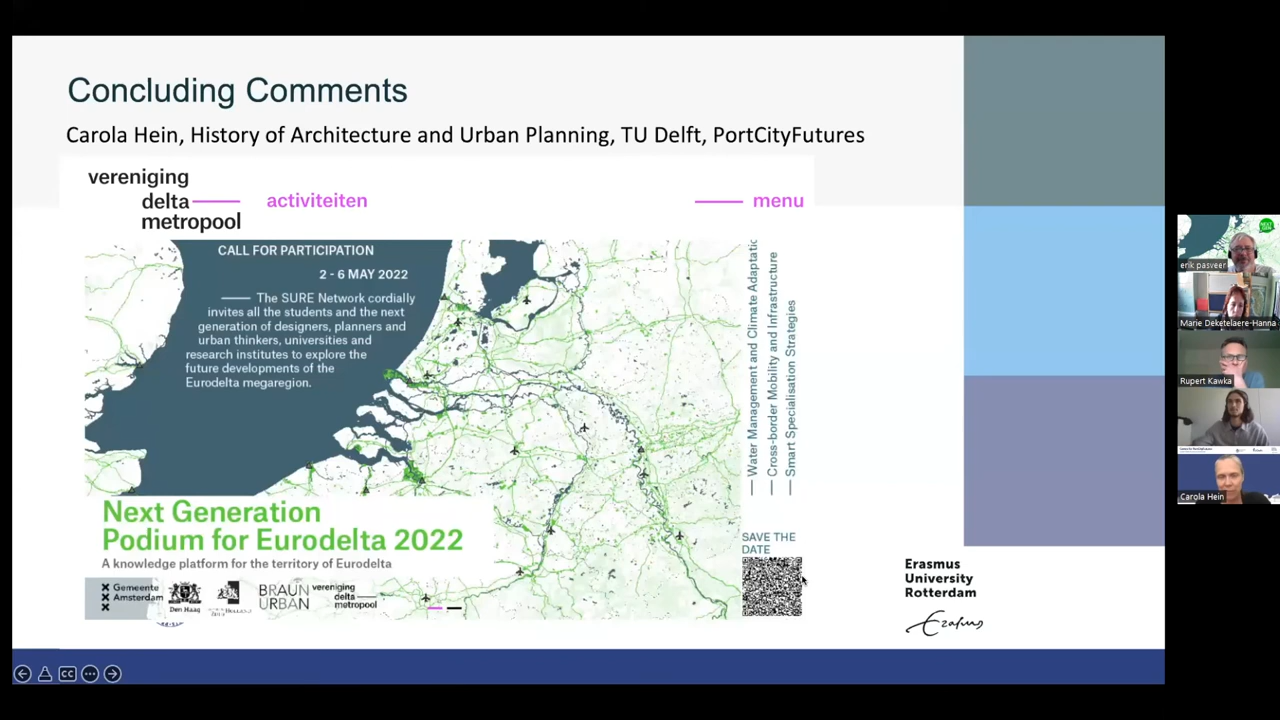 Concluding Comments
Carola Hein, History of Architecture and Urban Planning, TU Delft, PortCityFutures
vereniging
delta
metropool
activiteiten
menu
CALL FOR PARTICIPATION
2 - 6 MAY 2022
The SURE Network cordially
invites all the students and the next
generation of designers, planners and
urban thinkers, universities and
research institutes to explore the
future developments of the
Eurodelta megaregion.
Water Management and Climate Adaptatio
Cross-border Mobility and Infrastructure
Smart Specialisation Strategies
Next Generation
Podium for Eurodelta 2022
A knowledge platform for the territory of Eurodelta
SAVE THE
DATE
Gemeente
Amsterdam
Den Haag
BRAUN
URBAN
vereniging
delta
metropool
Erasmus
University
Rotterdam
Erasmus
CC
erik pasveer
Marie Deketelaere-Hanna
Rupert Kawka
Carola Hein